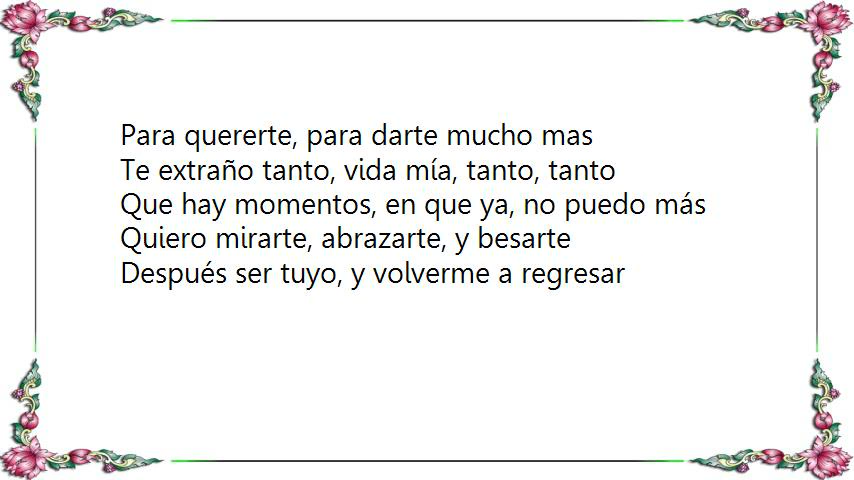 Para quererte, para darte mucho mas
Te extraño tanto, vida mía, tanto, tanto
Que hay momentos, en que ya, no puedo más
Quiero mirarte, abrazarte, y besarte
Después ser tuyo, y volverme a regresar